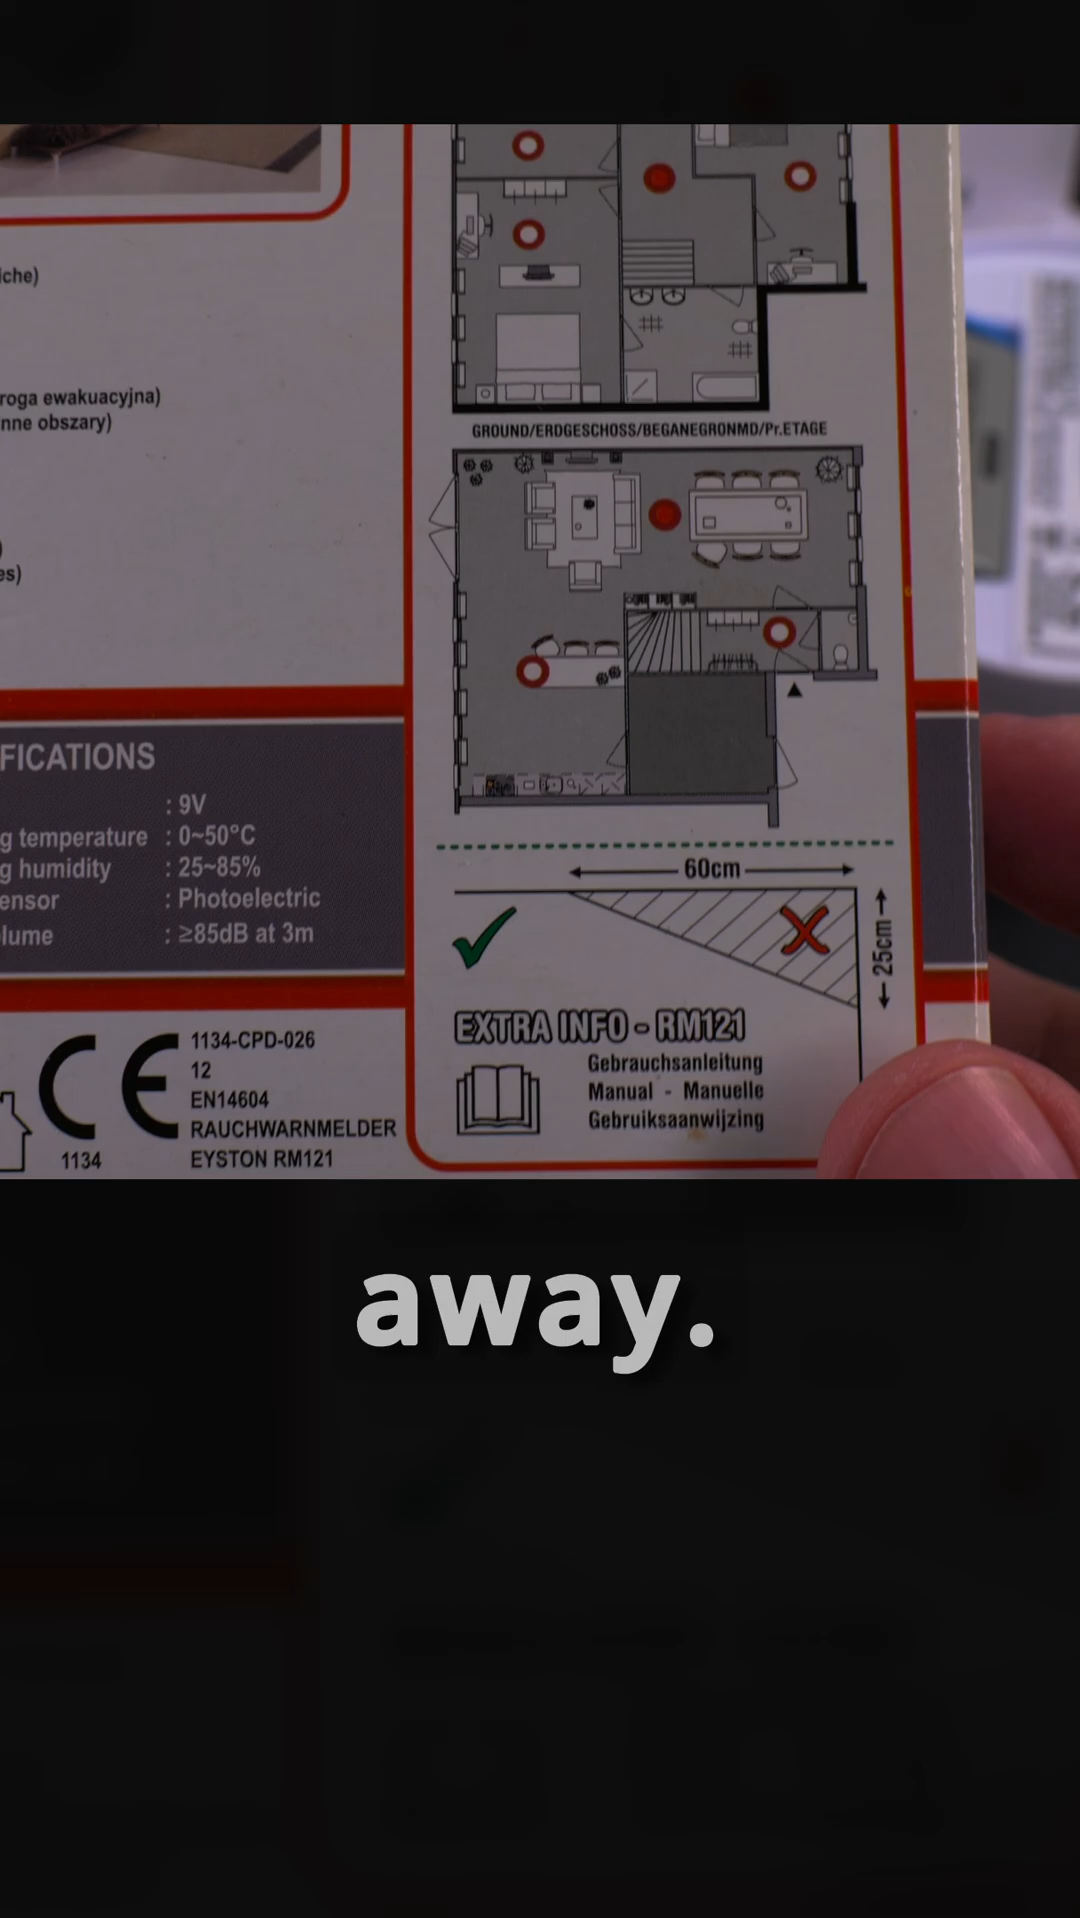 iche)
roga ewakuacyjna)
nne obszary)
)
es)
FICATIONS
: 9V
g temperature : 0~50°C
g humidity : 25~85%
ensor : Photoelectric
lume : ≥85dB at 3m
1134
1134-CPD-026
12
EN14604
RAUCHWARNMELDER
EYSTON RM121
GROUND/ERDGESCHOSS/BEGANEGRONMD/Pr.ETAGE
60cm
25cm
EXTRA INFO - RM121
Gebrauchsanleitung
Manual - Manuelle
Gebruiksaanwijzing
away.